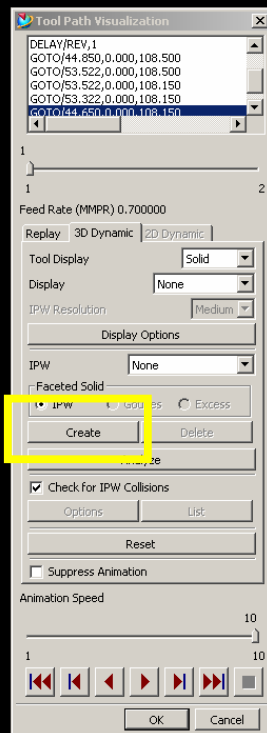 Tool Path Visualization
DELAY/REV,1
GOTO/44.850,0.000,108.500
GOTO/53.522,0.000,108.500
GOTO/53.522,0.000,108.150
GOTO/53.322,0.000,108.150
GOTO/44.650,0.000,108.150
1
1 2
Feed Rate (MMPR) 0.700000
Replay 3D Dynamic 2D Dynamic
Tool Display Solid
Display None
IPW Resolution Medium
Display Options
IPW None
Faceted Solid
IPW Gouges Excess
Create Delete
Analyze
Check for IPW Collisions
Options List
Reset
Suppress Animation
Animation Speed
10
1 10
OK Cancel